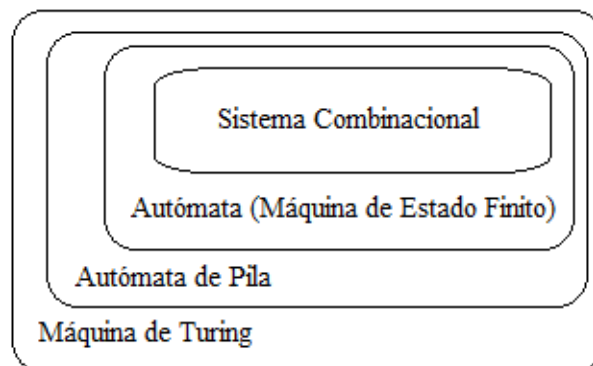 Sistema Combinacional
Autómata (Máquina de Estado Finito)
Autómata de Pila
Máquina de Turing